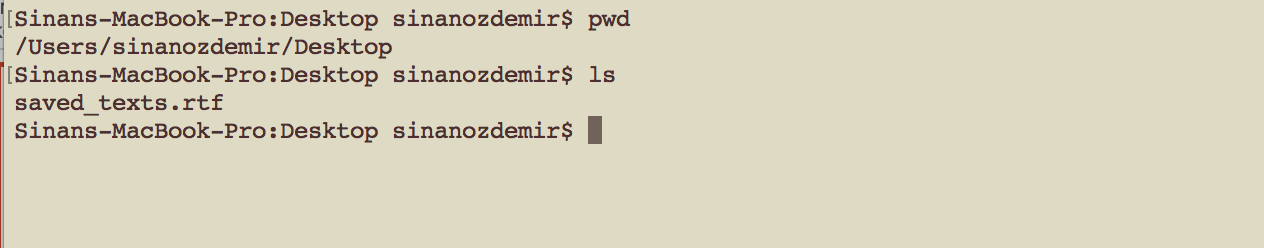 [Sinans-MacBook-Pro:Desktop sinanozdemir$ pwd
/Users/sinanozdemir/Desktop
[Sinans-MacBook-Pro:Desktop sinanozdemir$ ls
saved_texts.rtf
Sinans-MacBook-Pro:Desktop sinanozdemir$